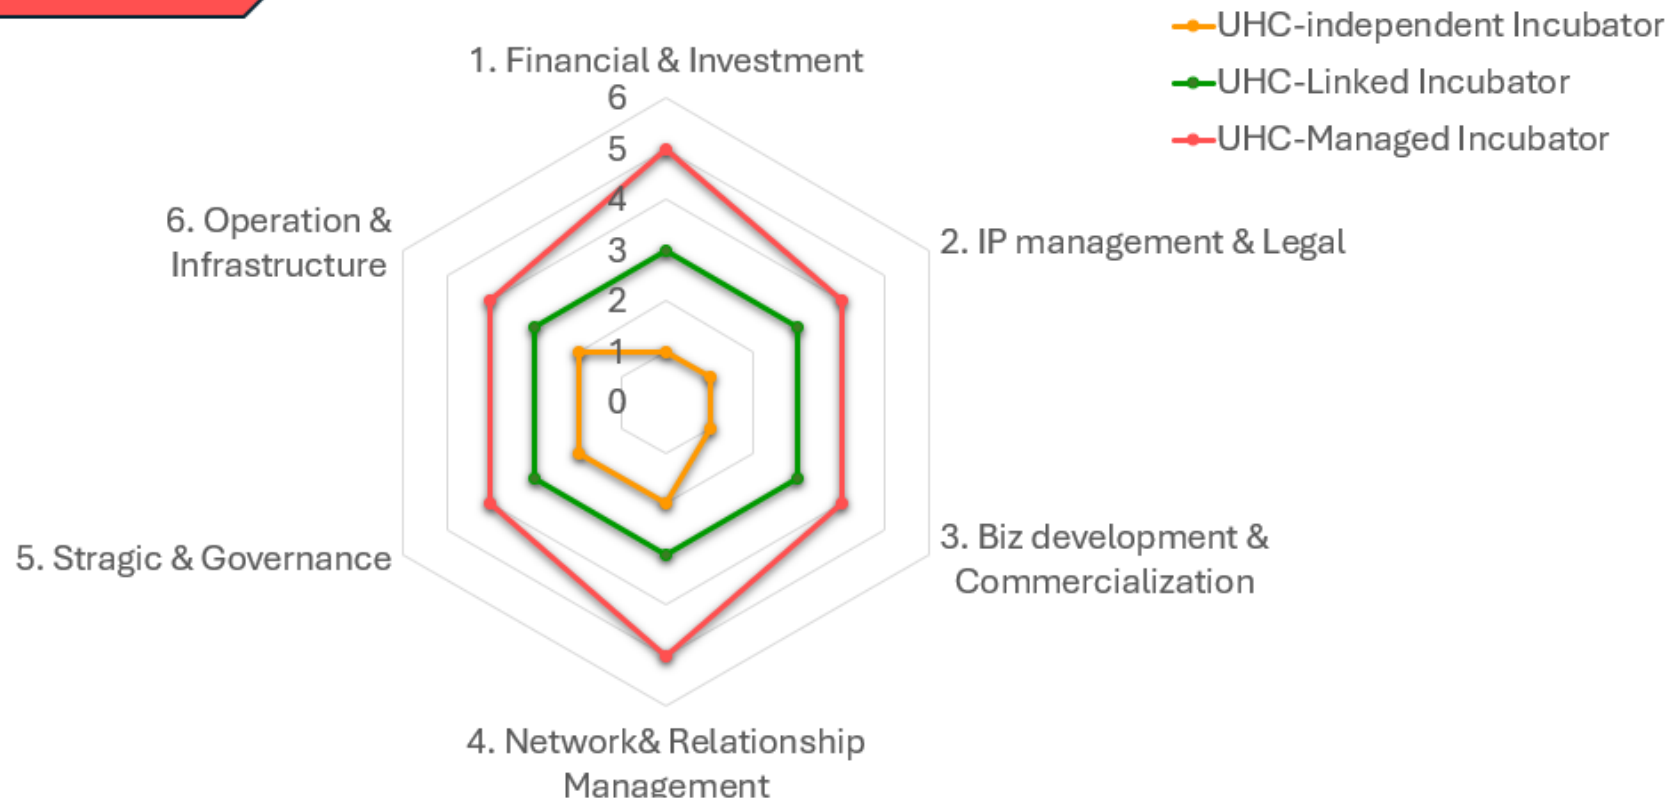 UHC-independent Incubator
UHC-Linked Incubator
UHC-Managed Incubator
1. Financial & Investment
6
5
4
3
2
1
0
2. IP management & Legal
3. Biz development &
Commercialization
4. Network& Relationship
Management
5. Stragic & Governance
6. Operation &
Infrastructure